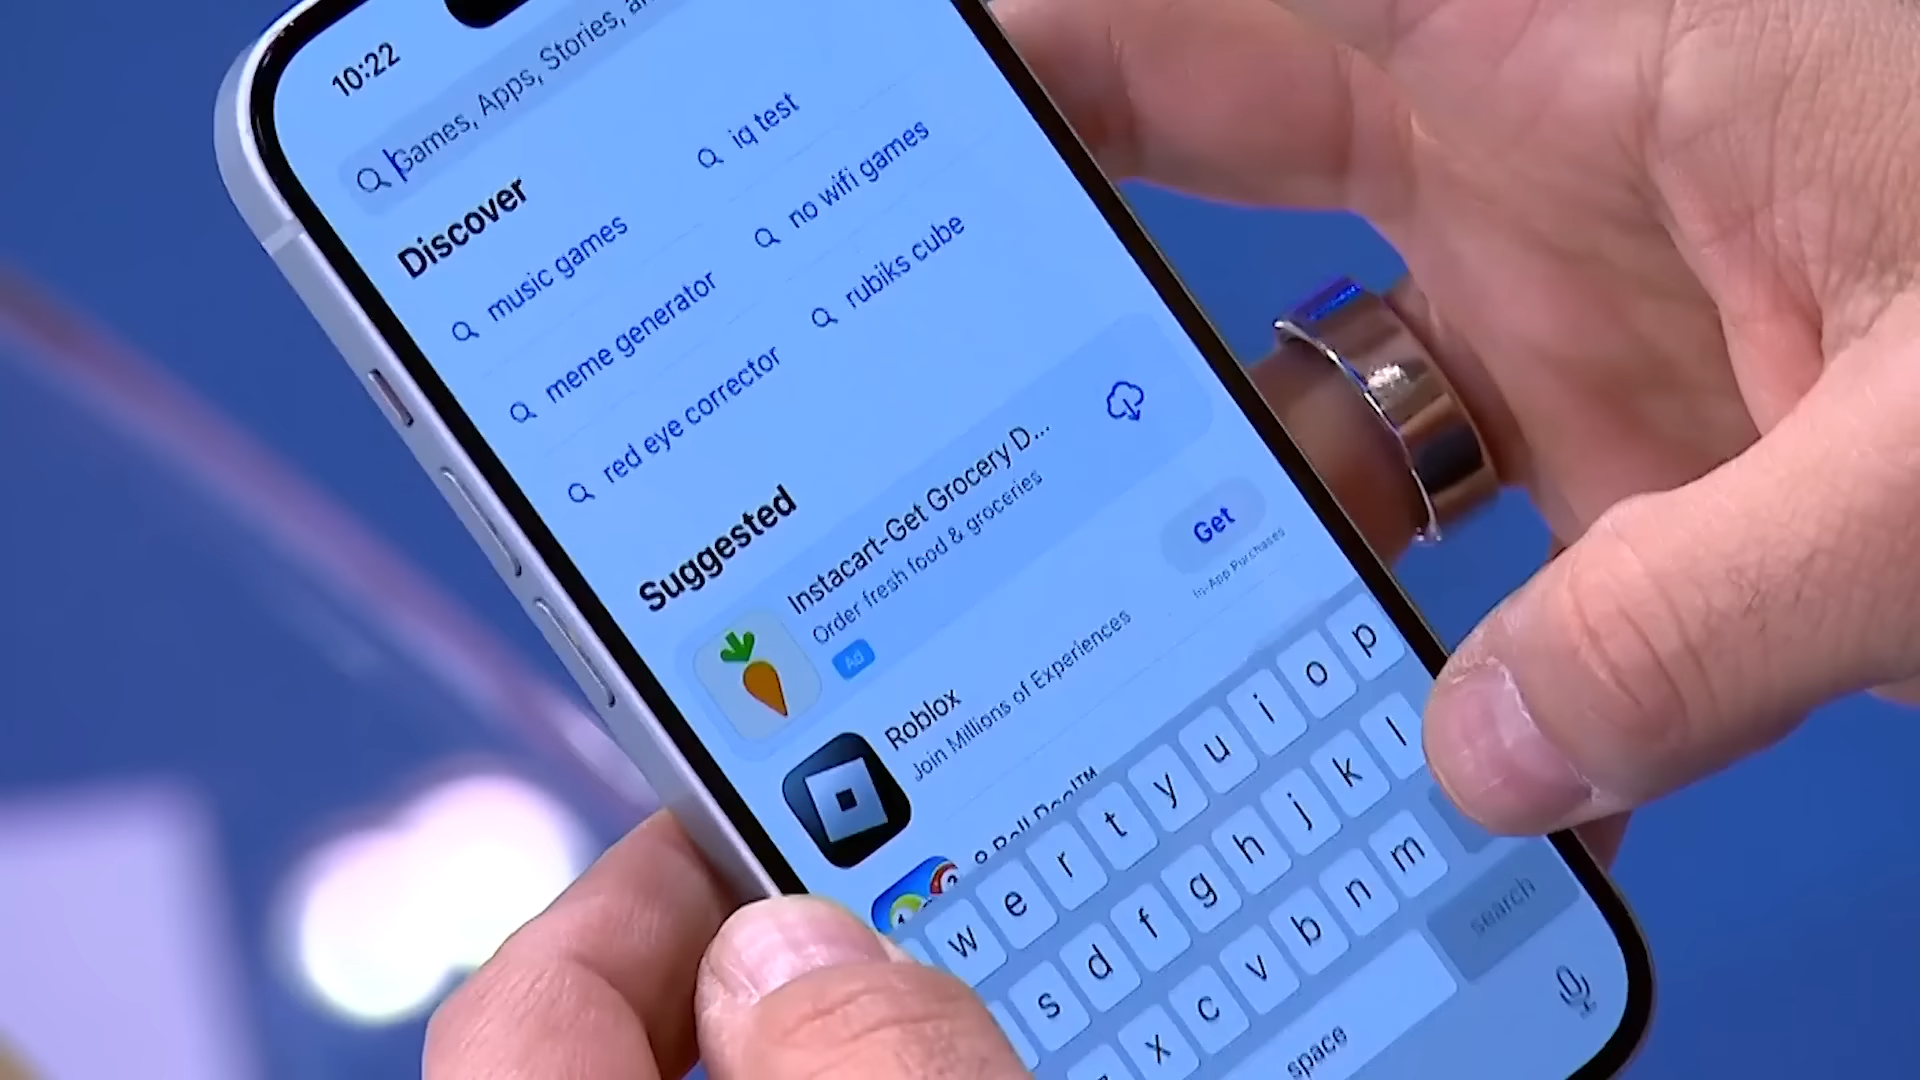 10:22
Games, Apps, Stories,
Discover
music games
iq test
meme generator
no wifi games
red eye corrector
rubiks cube
Suggested
Instacart-Get Grocery D...
Order fresh food & groceries
Ad
Roblox
Join Millions of Experiences
Get
In-App Purchases
w e r t y u i o p
s d f g h j k l
x c v b n m
space
search